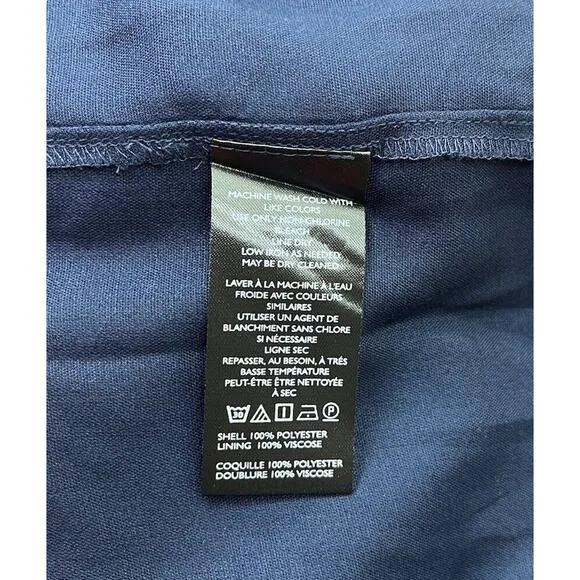 MACHINE WASH COLD WITH
LIKE COLORS
USE ONLY NON-CHLORINE
BLEACH
LINE DRY
LOW IRON AS NEEDED
MAY BE DRY CLEANED
LAVER À LA MACHINE À L'EAU
FROIDE AVEC COULEURS
SIMILAIRES
UTILISER UN AGENT DE
BLANCHIMENT SANS CHLORE
SI NÉCESSAIRE
LIGNE SEC
REPASSER, AU BESOIN, À TRÉS
BASSE TEMPÉRATURE
PEUT-ÊTRE ÊTRE NETTOYÉE
À SEC
30 P
SHELL 100% POLYESTER
LINING 100% VISCOSE
COQUILLE 100% POLYESTER
DOUBLURE 100% VISCOSE